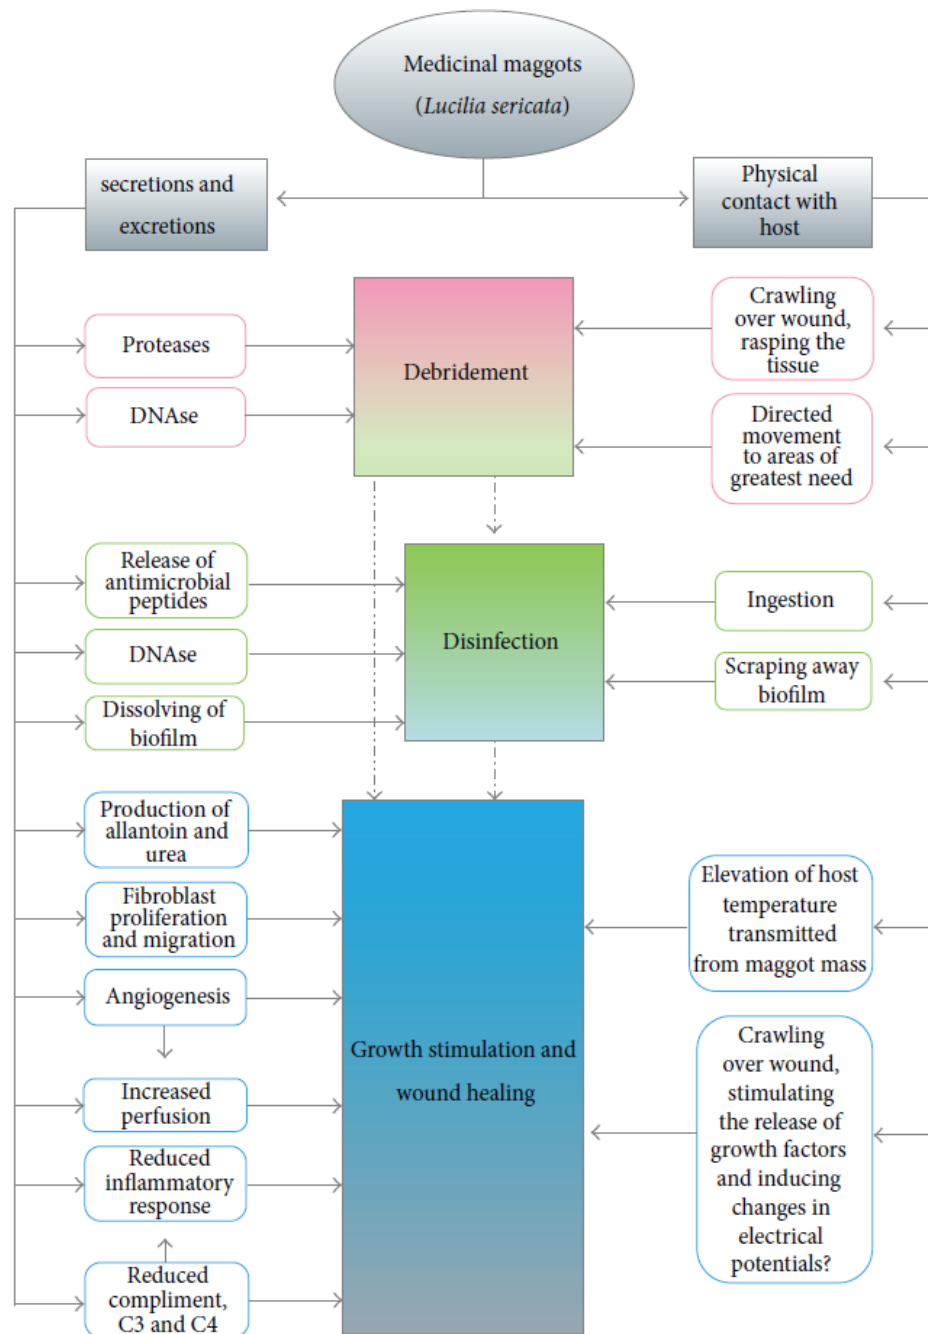 Medicinal maggots
(Lucilia sericata)
secretions and
excretions
Physical
contact with
host
Proteases
DNAse
Debridement
Crawling
over wound,
rasping the
tissue
Directed
movement
to areas of
greatest need
Release of
antimicrobial
peptides
DNAse
Dissolving of
biofilm
Disinfection
Ingestion
Scraping away
biofilm
Production of
allantoin and
urea
Fibroblast
proliferation
and migration
Angiogenesis
Increased
perfusion
Reduced
inflammatory
response
Reduced
compliment,
C3 and C4
Growth stimulation and
wound healing
Elevation of host
temperature
transmitted
from maggot mass
Crawling
over wound,
stimulating
the release of
growth factors
and inducing
changes in
electrical
potentials?